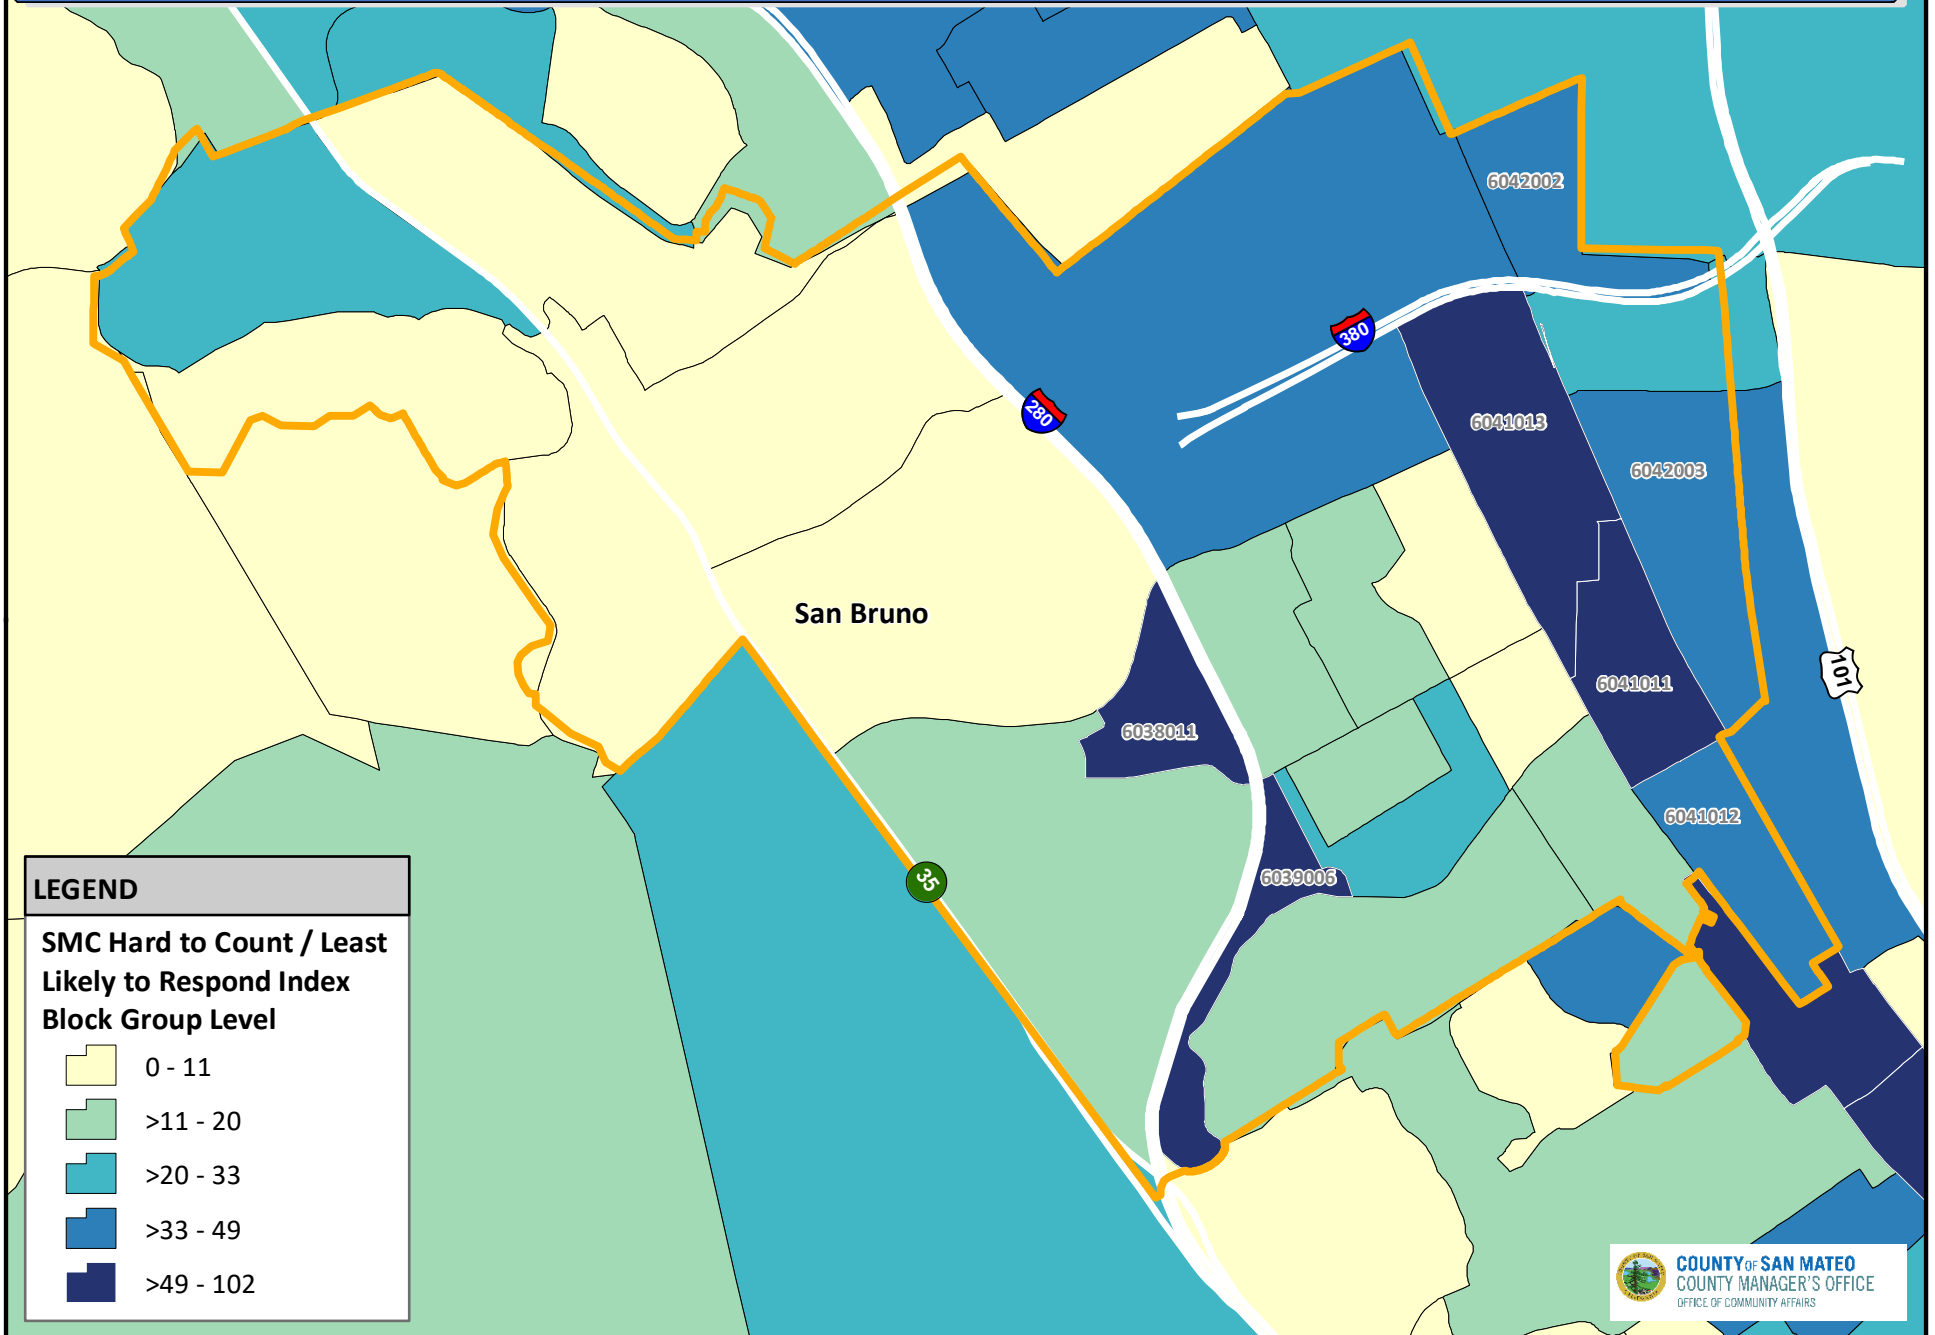 6042002
380
280
6041013
6042003
San Bruno
101
6041011
6038011
6041012
35
6039006
LEGEND
SMC Hard to Count / Least
Likely to Respond Index
Block Group Level
0 - 11
>11 - 20
>20 - 33
>33 - 49
>49 - 102
COUNTY OF SAN MATEO
COUNTY MANAGER'S OFFICE
OFFICE OF COMMUNITY AFFAIRS